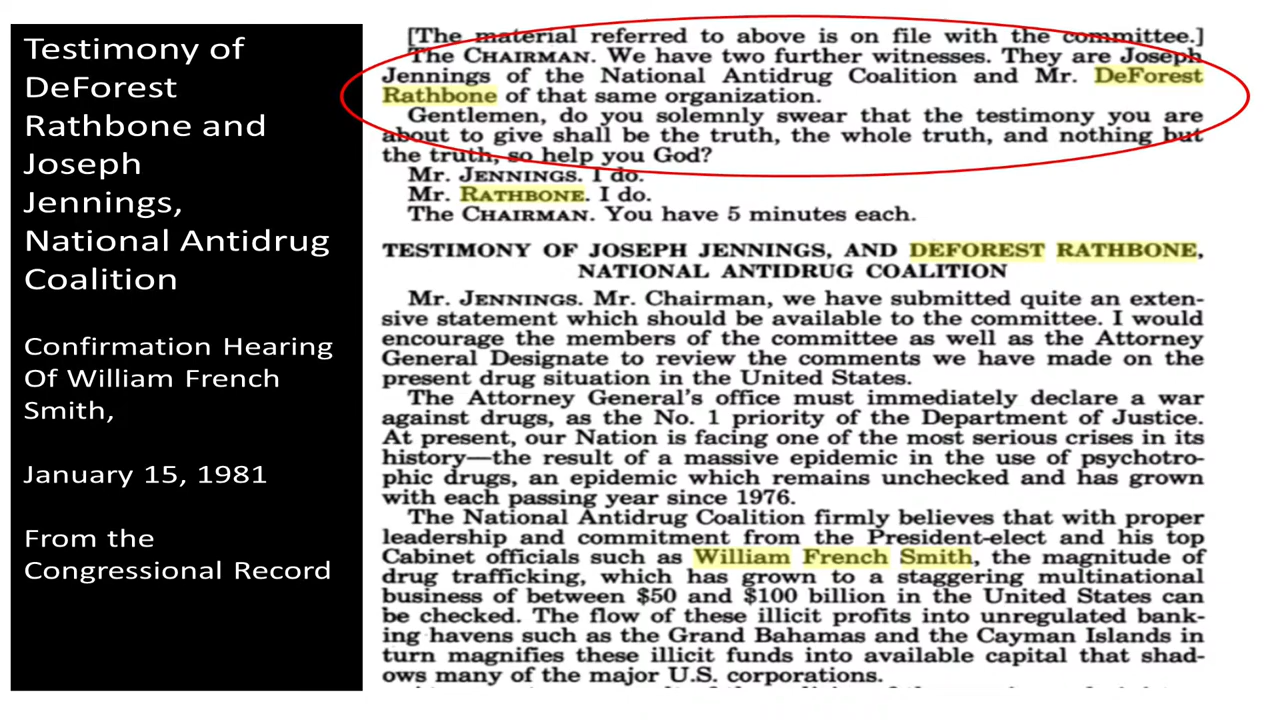 Testimony of
DeForest
Rathbone and
Joseph
Jennings,
National Antidrug
Coalition
Confirmation Hearing
Of William French
Smith,
January 15, 1981
From the
Congressional Record
[The material referred to above is on file with the committee.]
The CHAIRMAN. We have two further witnesses. They are Joseph
Jennings of the National Antidrug Coalition and Mr. DeForest
Rathbone of that same organization.
Gentlemen, do you solemnly swear that the testimony you are
about to give shall be the truth, the whole truth, and nothing but
the truth, so help you God?
Mr. JENNINGS. I do.
Mr. RATHBONE. I do.
The CHAIRMAN. You have 5 minutes each.
TESTIMONY OF JOSEPH JENNINGS, AND DEFOREST RATHBONE,
NATIONAL ANTIDRUG COALITION
Mr. JENNINGS. Mr. Chairman, we have submitted quite an exten-
sive statement which should be available to the committee. I would
encourage the members of the committee as well as the Attorney
General Designate to review the comments we have made on the
present drug situation in the United States.
The Attorney General's office must immediately declare a war
against drugs, as the No. 1 priority of the Department of Justice.
At present, our Nation is facing one of the most serious crises in its
history—the result of a massive epidemic in the use of psychotro-
phic drugs, an epidemic which remains unchecked and has grown
with each passing year since 1976.
The National Antidrug Coalition firmly believes that with proper
leadership and commitment from the President-elect and his top
Cabinet officials such as William French Smith, the magnitude of
drug trafficking, which has grown to a staggering multinational
business of between $50 and $100 billion in the United States can
be checked. The flow of these illicit profits into unregulated bank-
ing havens such as the Grand Bahamas and the Cayman Islands in
turn magnifies these illicit funds into available capital that shad-
ows many of the major U.S. corporations.